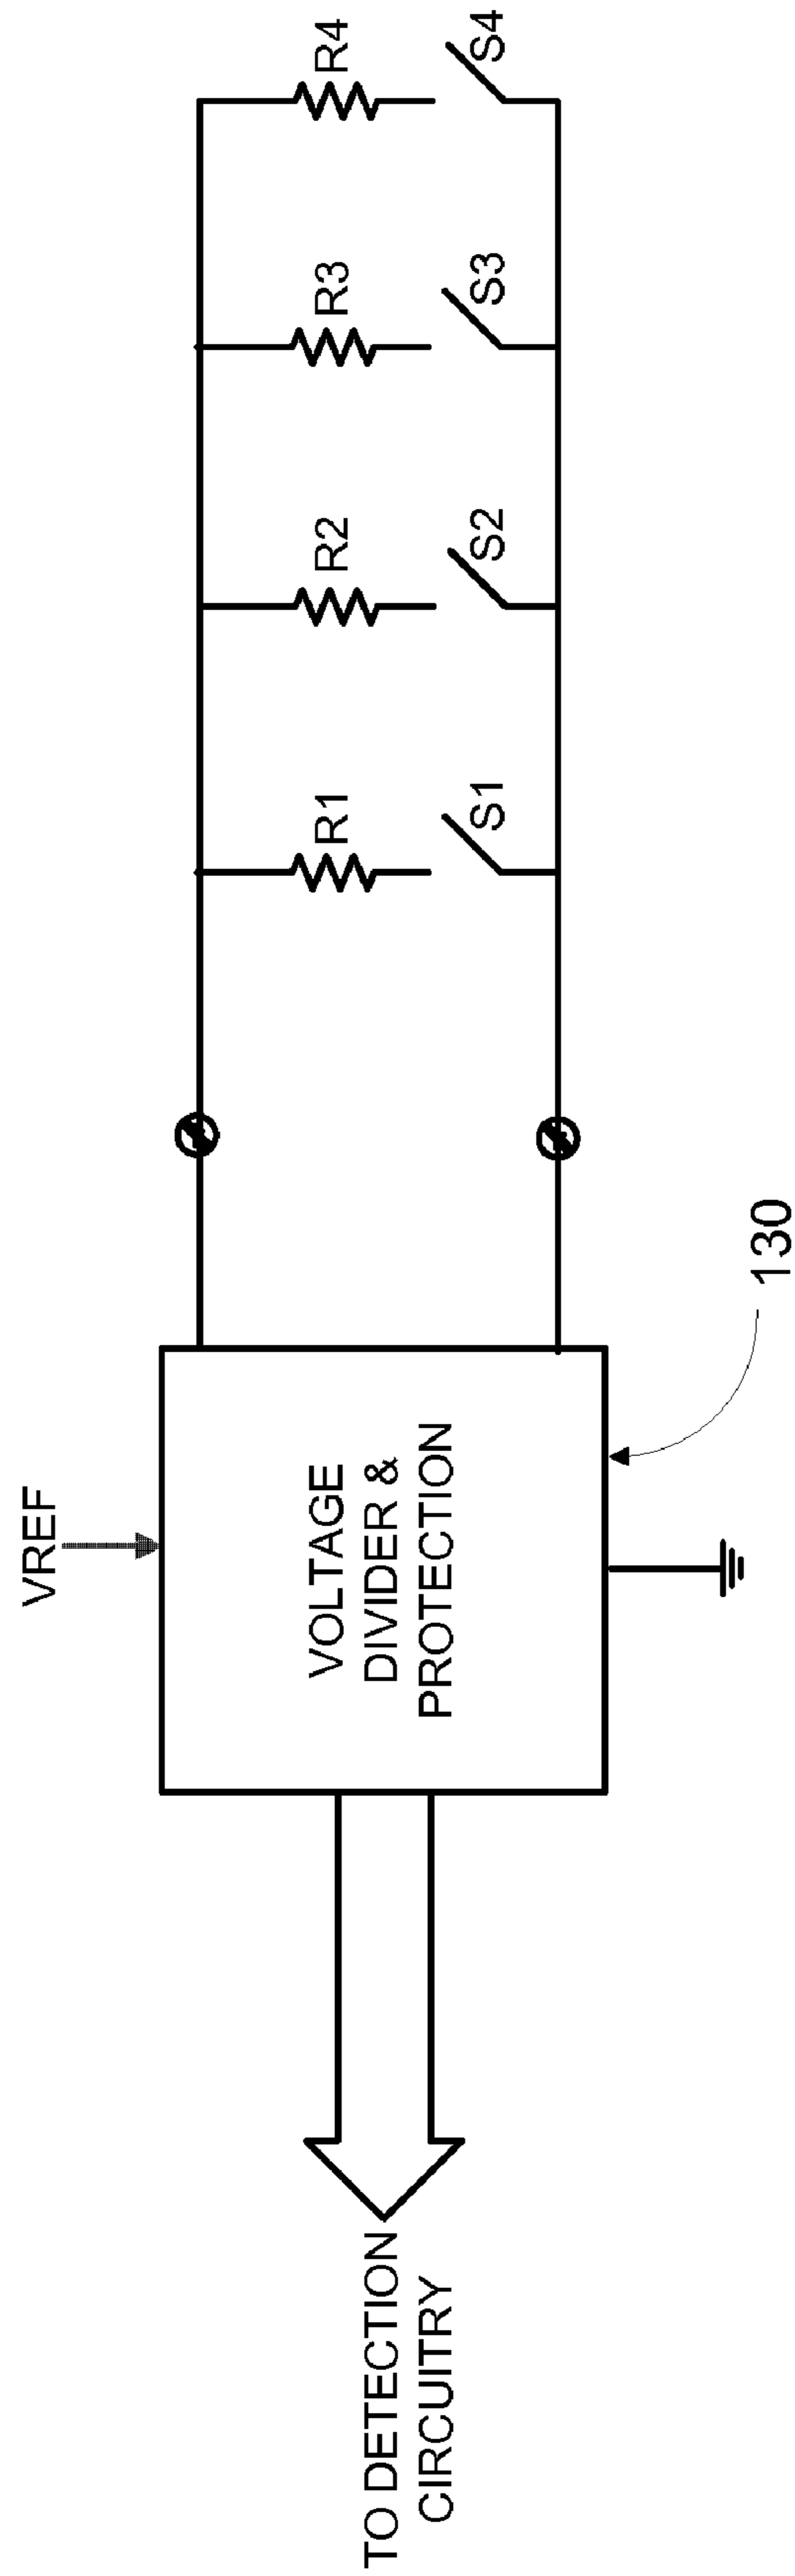 VREF
R1
R2
R3
R4
S1
S2
S3
S4
VOLTAGE
DIVIDER &
PROTECTION
TO DETECTION
CIRCUITRY
130